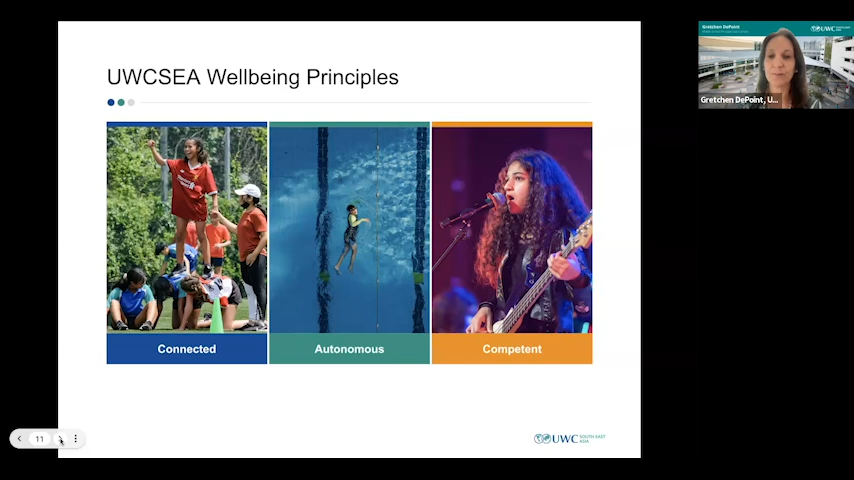 UWCSEA Wellbeing Principles
Connected
Autonomous
Competent
11
UWC SOUTH EAST
ASIA
Gretchen DePoint
UWC
Gretchen DePoint, U...